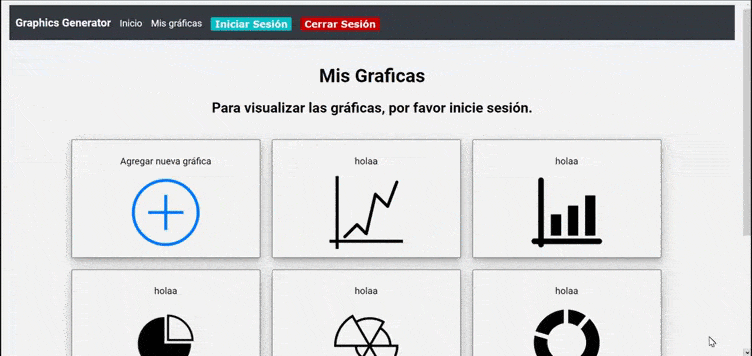 Graphics Generator Inicio Mis gráficas Iniciar Sesión Cerrar Sesión
Mis Graficas
Para visualizar las gráficas, por favor inicie sesión.
Agregar nueva gráfica holaa holaa
holaa holaa holaa